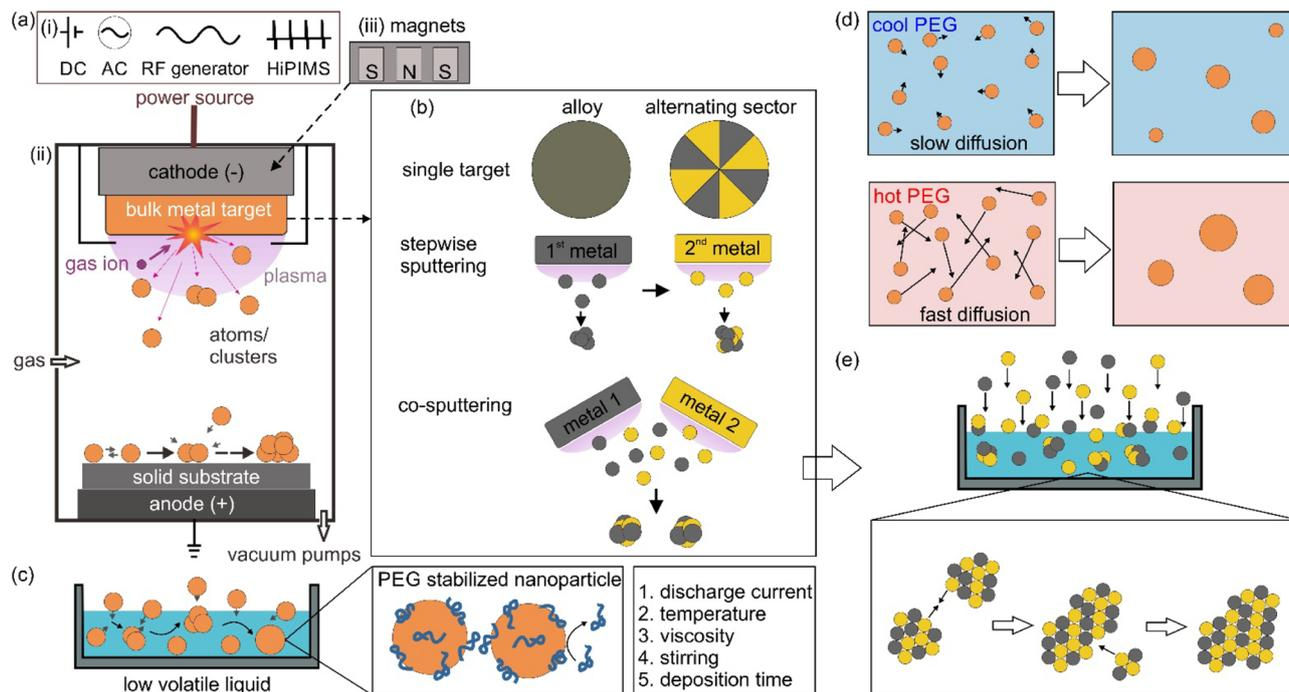 (a)
(i)
DC
AC
RF generator
HiPIMS
power source
(iii) magnets
S
N
S
(ii)
cathode (-)
bulk metal target
gas ion
plasma
atoms/
clusters
gas
solid substrate
anode (+)
vacuum pumps
(b)
alloy
alternating sector
single target
stepwise
sputtering
1st metal
2nd metal
co-sputtering
metal 1
metal 2
(c)
low volatile liquid
PEG stabilized nanoparticle
1. discharge current
2. temperature
3. viscosity
4. stirring
5. deposition time
(d)
cool PEG
slow diffusion
hot PEG
fast diffusion
(e)